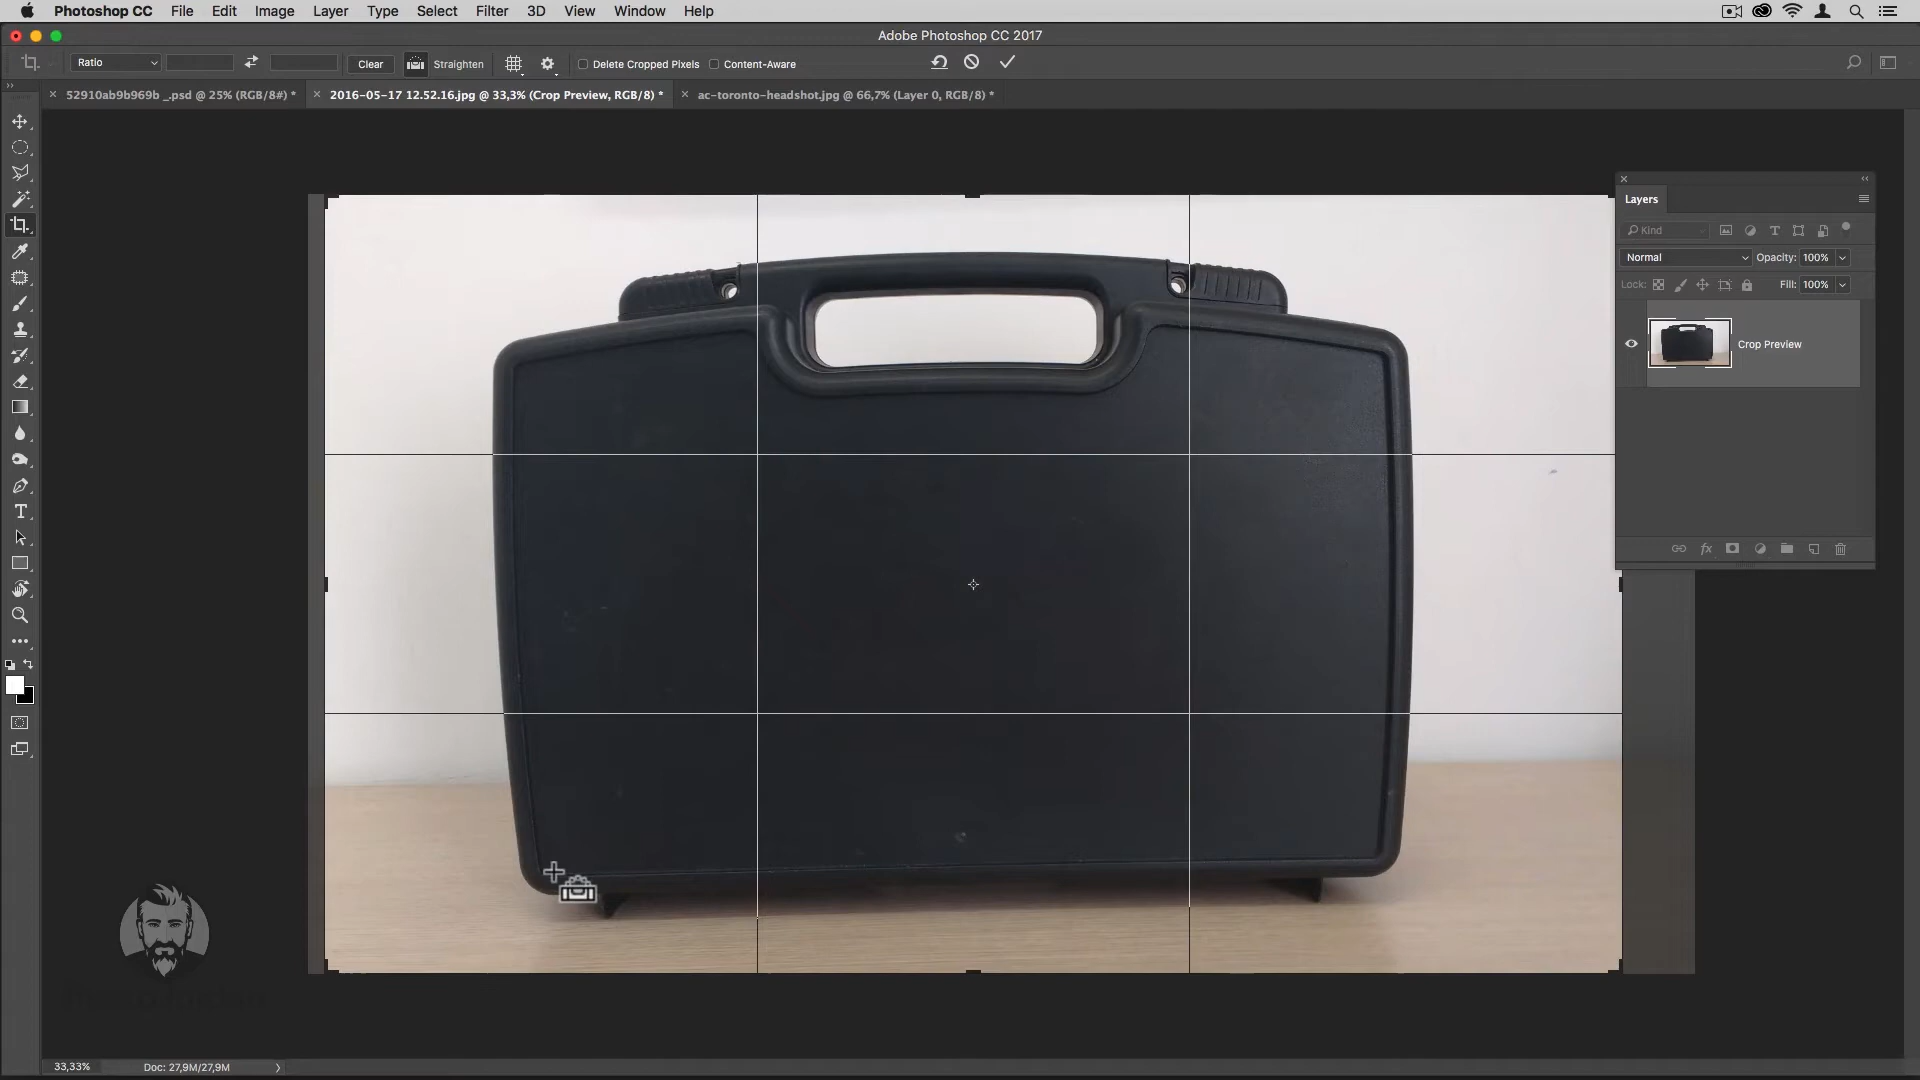 Photoshop CC File Edit Image Layer Type Select Filter 3D View Window Help
Adobe Photoshop CC 2017
Ratio Clear Straighten Delete Cropped Pixels Content-Aware
52910ab9b969b _.psd @ 25% (RGB/8#) * 2016-05-17 12.52.16.jpg @ 33,3% (Crop Preview, RGB/8) * ac-toronto-headshot.jpg @ 66,7% (Layer 0, RGB/8) *
Layers
Kind
Normal Opacity: 100%
Lock: Fill: 100%
Crop Preview
33,33% Doc: 27,9M/27,9M